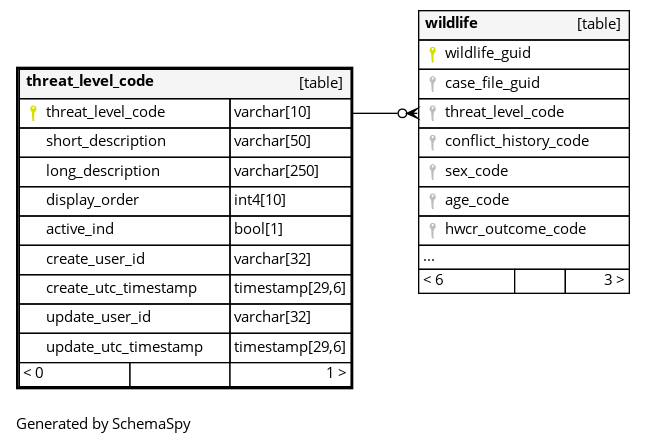 wildlife [table]
wildlife_guid
case_file_guid
threat_level_code
conflict_history_code
sex_code
age_code
hwcr_outcome_code
...
< 6 3 >
threat_level_code [table]
threat_level_code varchar[10]
short_description varchar[50]
long_description varchar[250]
display_order int4[10]
active_ind bool[1]
create_user_id varchar[32]
create_utc_timestamp timestamp[29,6]
update_user_id varchar[32]
update_utc_timestamp timestamp[29,6]
< 0 1 >
Generated by SchemaSpy